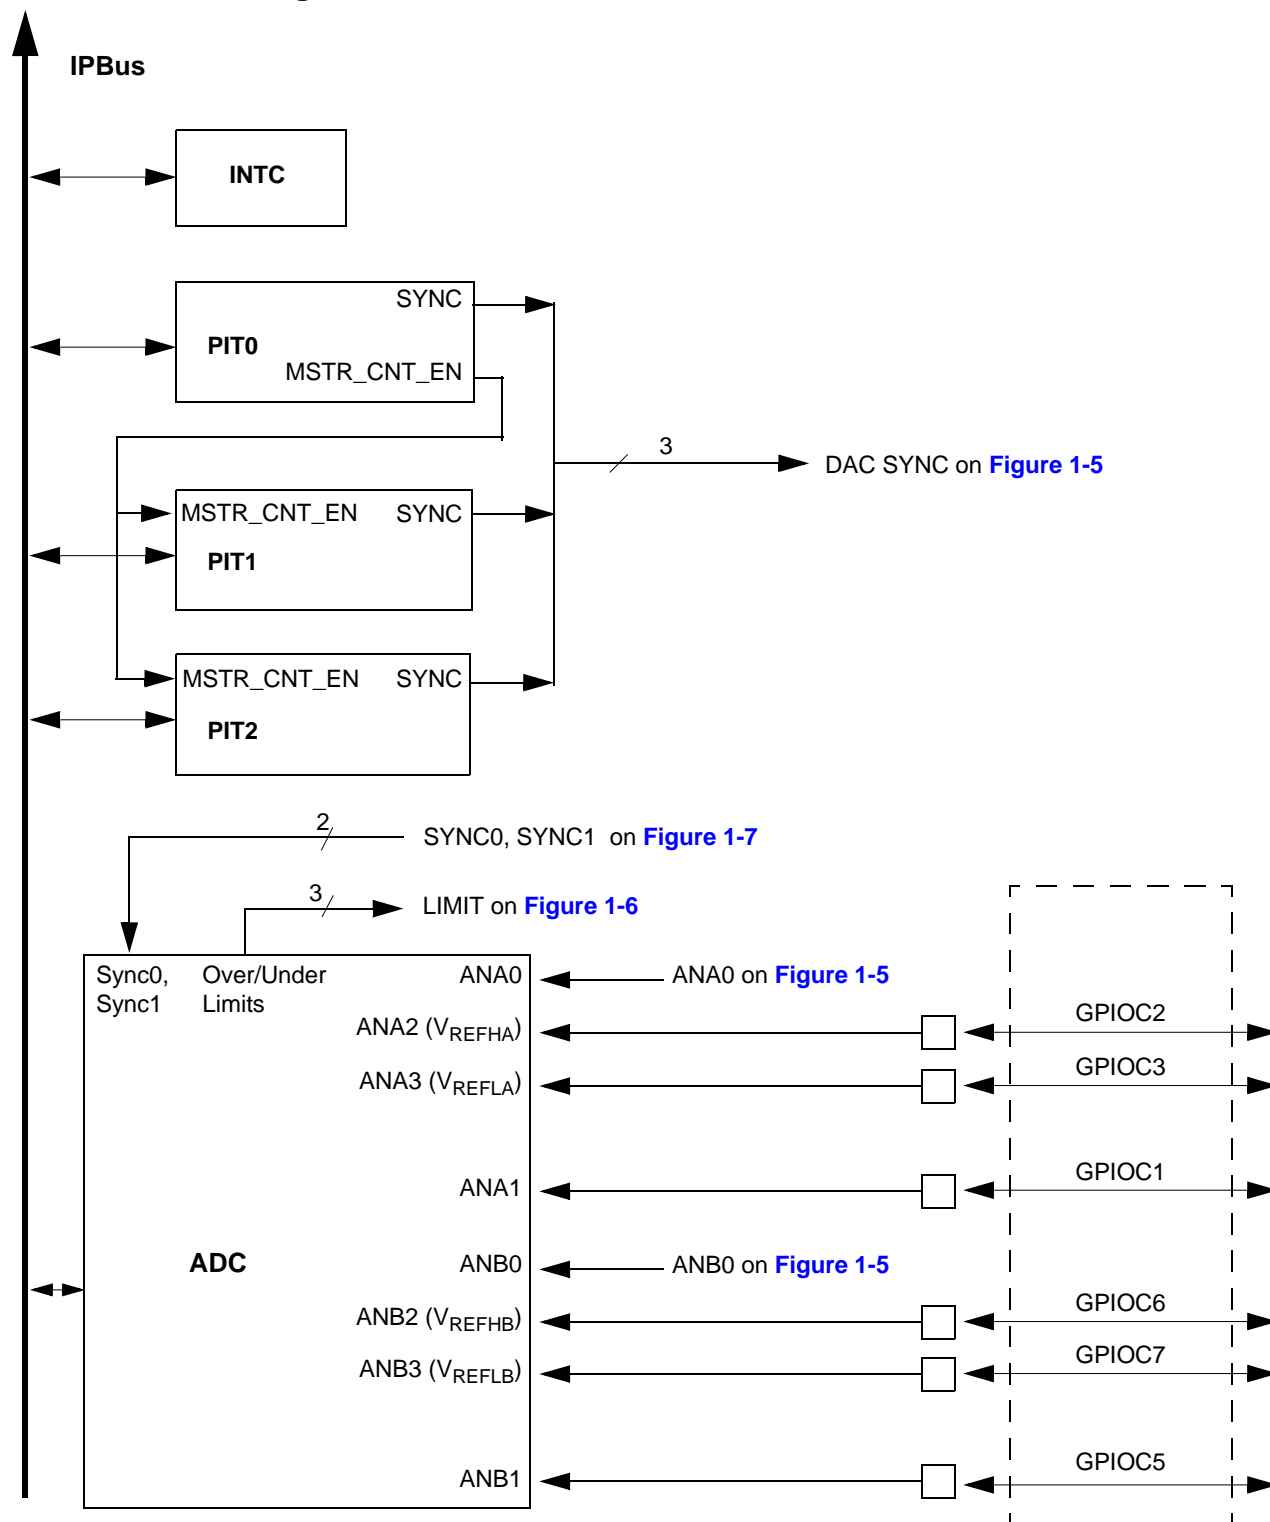 IPBus
INTC
SYNC
PIT0
MSTR_CNT_EN
3
DAC SYNC on Figure 1-5
MSTR_CNT_EN SYNC
PIT1
MSTR_CNT_EN SYNC
PIT2
2
SYNC0, SYNC1 on Figure 1-7
3
LIMIT on Figure 1-6
Sync0, Sync1
Over/Under Limits
ANA0
ANA0 on Figure 1-5
ANA2 (VREFHA)
GPIOC2
ANA3 (VREFLA)
GPIOC3
ANA1
GPIOC1
ADC
ANB0
ANB0 on Figure 1-5
ANB2 (VREFHB)
GPIOC6
ANB3 (VREFLB)
GPIOC7
ANB1
GPIOC5